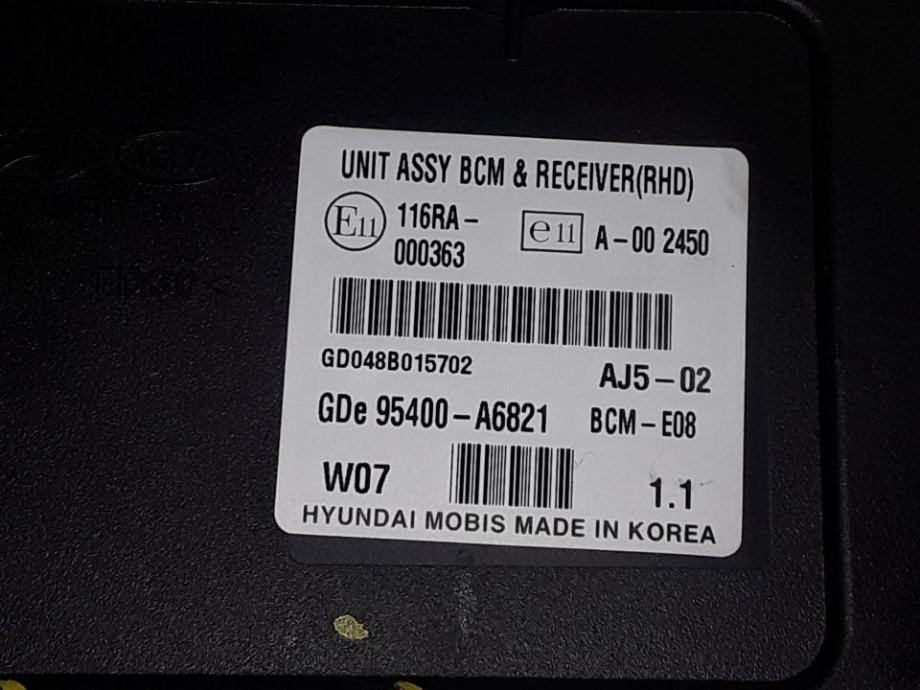 UNIT ASSY BCM & RECEIVER(RHD)
E11 116RA-000363 e11 A-00 2450
GD048B015702 AJ5-02
GDe 95400-A6821 BCM-E08
W07 1.1
HYUNDAI MOBIS MADE IN KOREA